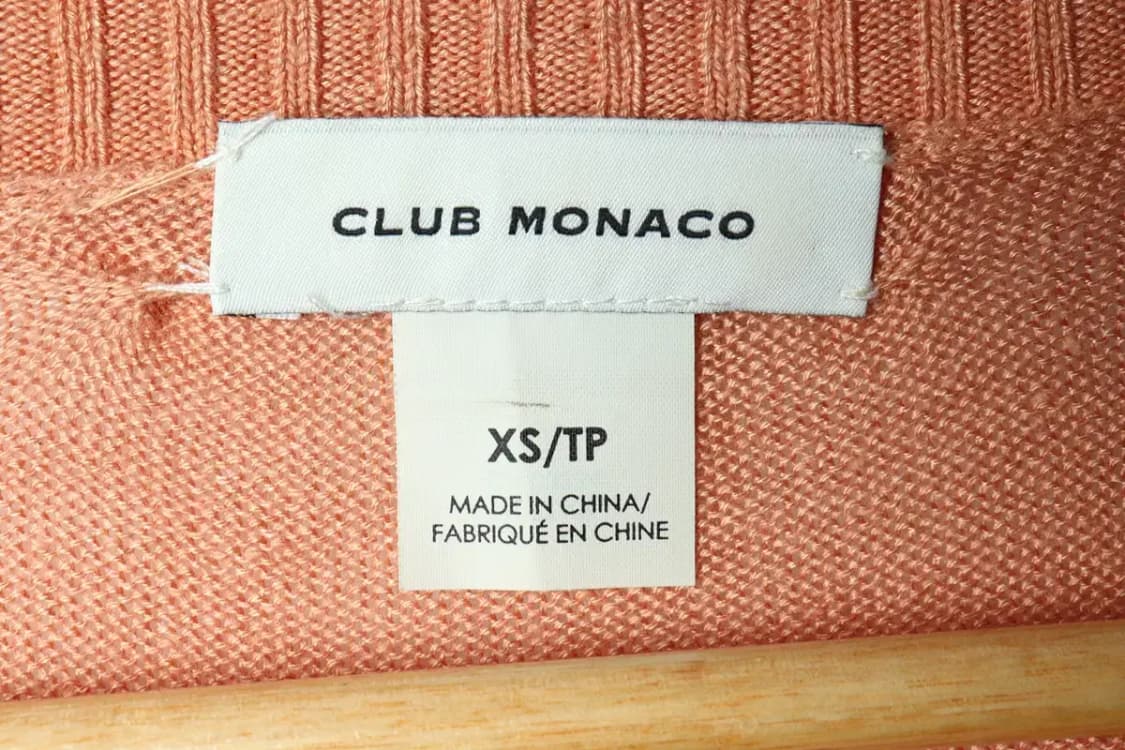 CLUB MONACO
XS/TP
MADE IN CHINA/
FABRIQUÉ EN CHINE